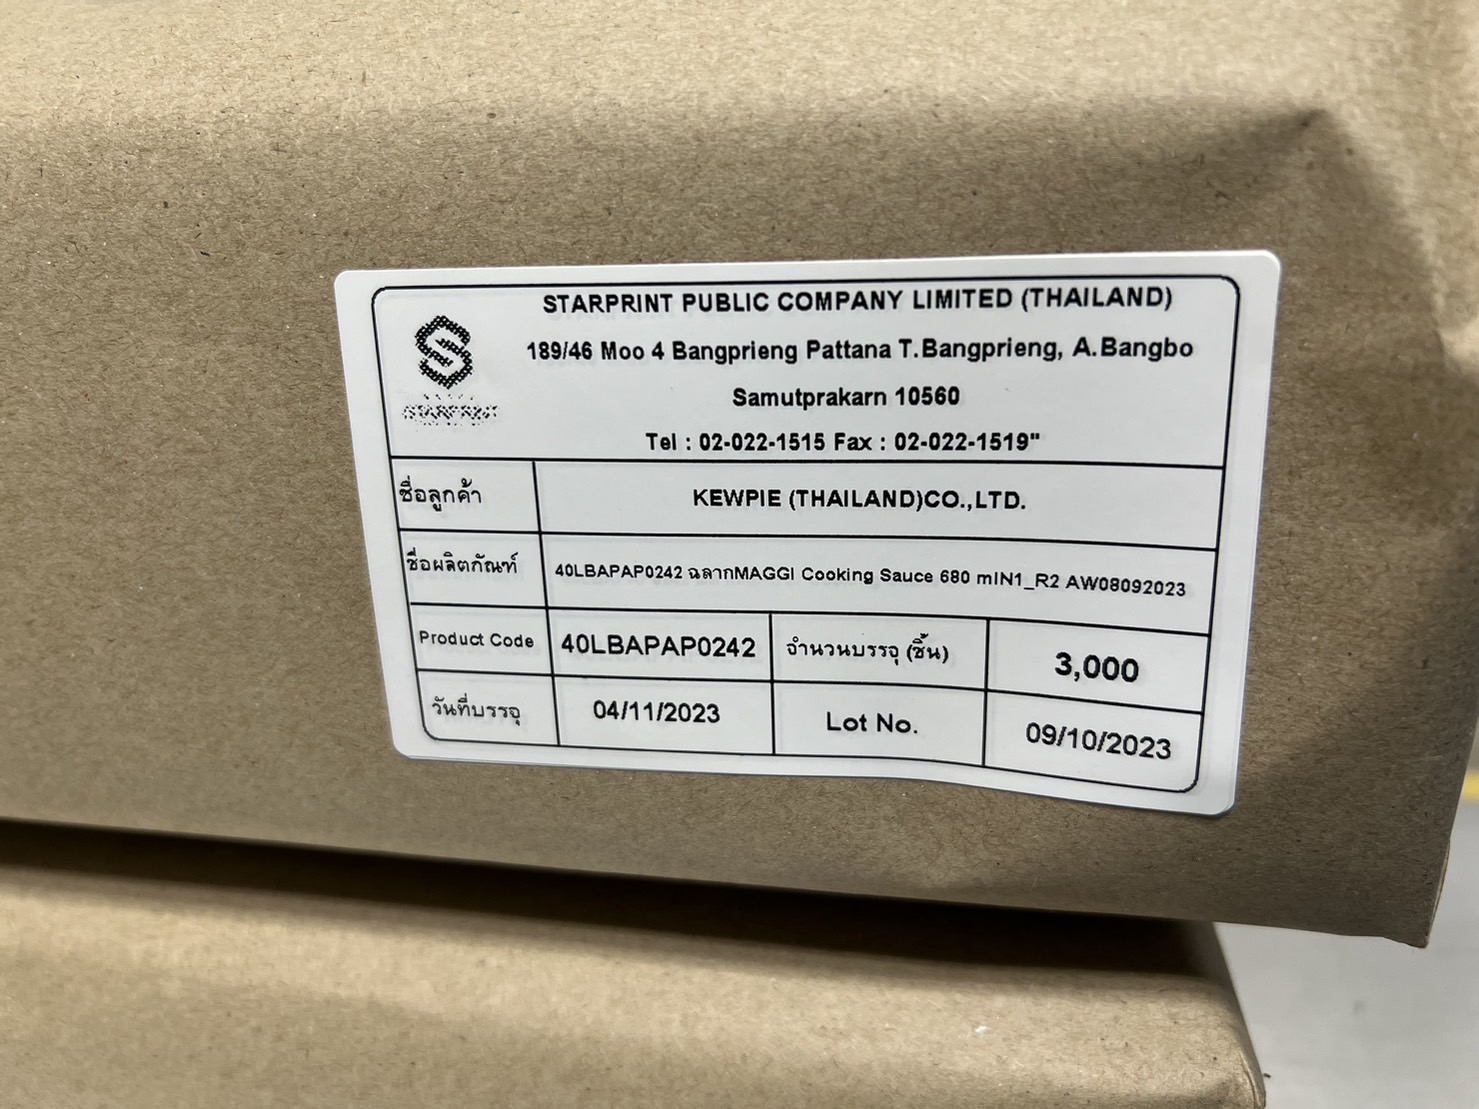 STARPRINT PUBLIC COMPANY LIMITED (THAILAND)
189/46 Moo 4 Bangprieng Pattana T.Bangprieng, A.Bangbo
Samutprakarn 10560
Tel : 02-022-1515 Fax : 02-022-1519"
STARPRINT
ชื่อลูกค้า KEWPIE (THAILAND)CO.,LTD.
ชื่อผลิตภัณฑ์ 40LBAPAP0242 ฉลากMAGGI Cooking Sauce 680 mlN1_R2 AW08092023
Product Code 40LBAPAP0242 จำนวนบรรจุ (ชิ้น) 3,000
วันที่บรรจุ 04/11/2023 Lot No. 09/10/2023